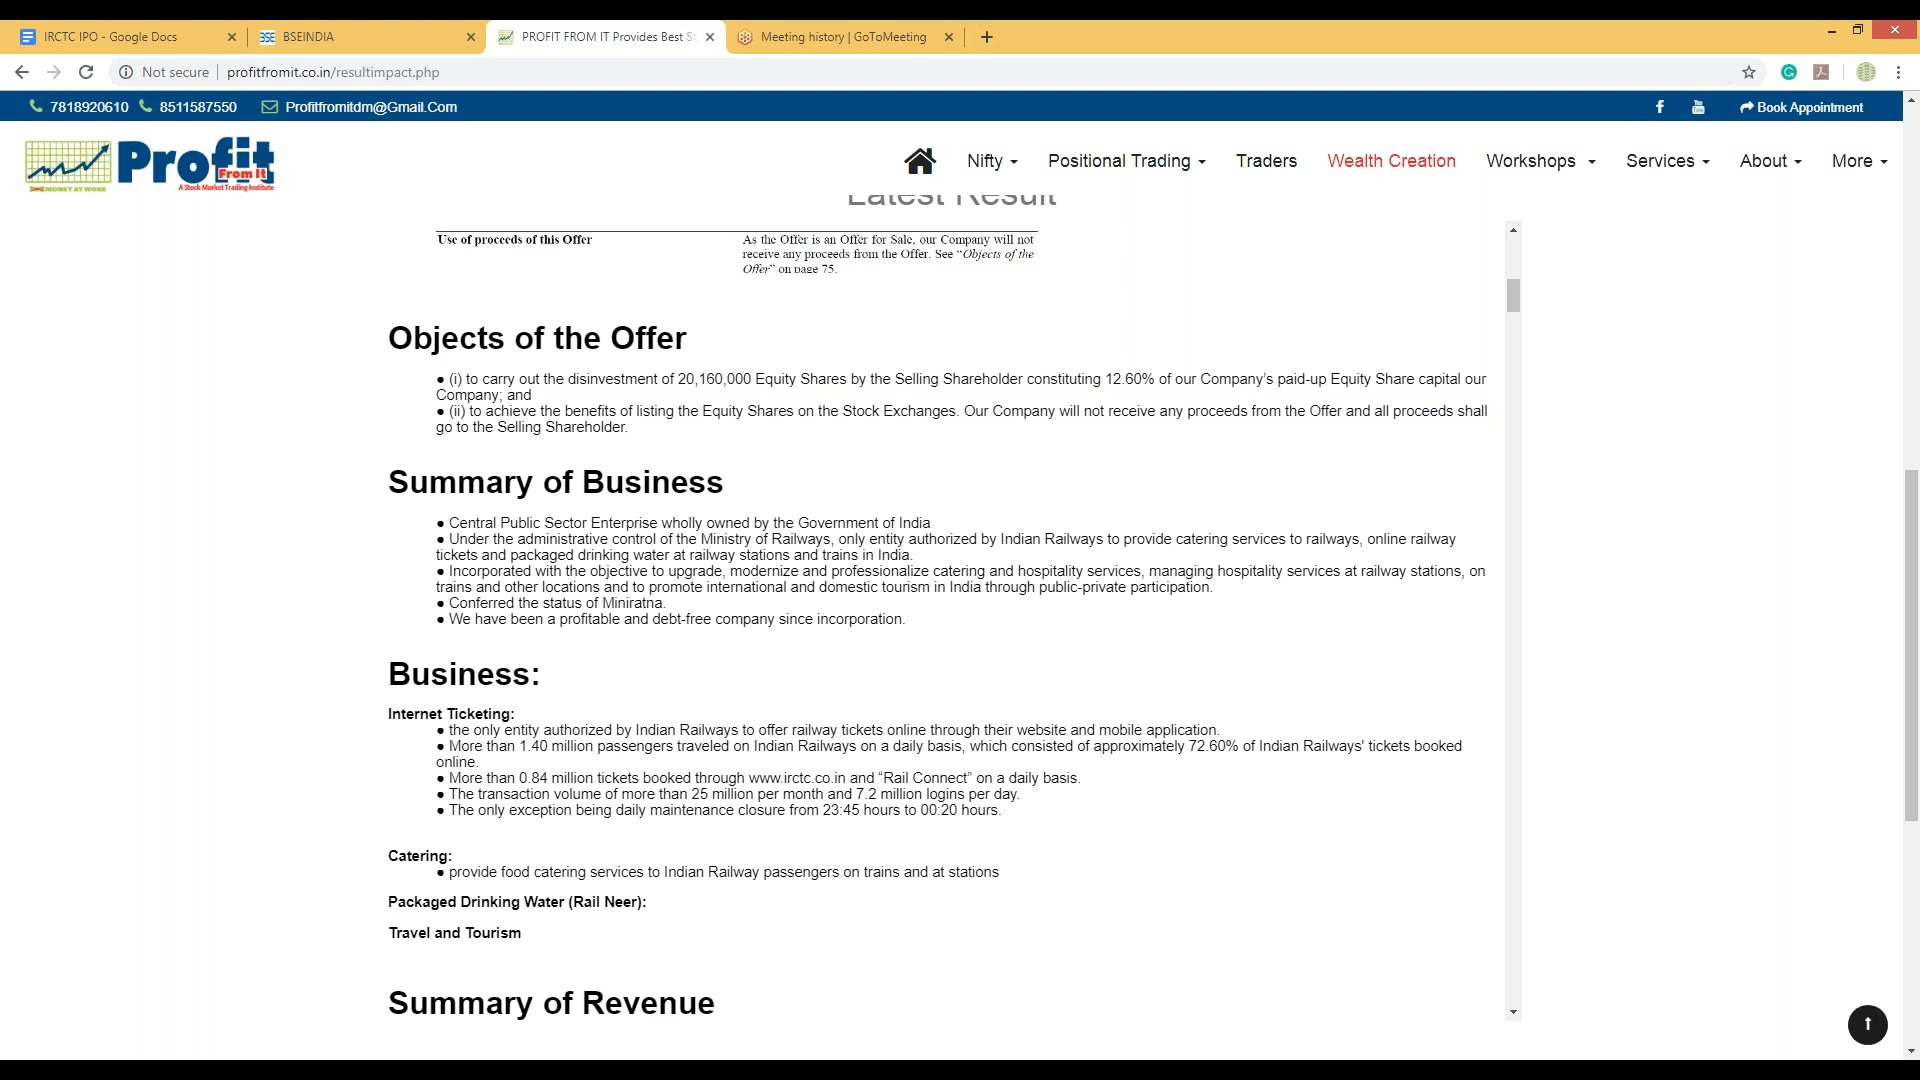 IRCTC IPO - Google Docs
BSEINDIA
PROFIT FROM IT Provides Best S
Meeting history | GoToMeeting
Not secure
profitfromit.co.in/resultimpact.php
7818920610
8511587550
Profitfromitdm@Gmail.Com
Book Appointment
Profit
From It
A Stock Market Trading Institute
MONEY AT WORK
Nifty
Positional Trading
Traders
Wealth Creation
Workshops
Services
About
More
Latest Result
Use of proceeds of this Offer
As the Offer is an Offer for Sale, our Company will not
receive any proceeds from the Offer. See “Objects of the
Offer” on page 75.
Objects of the Offer
● (i) to carry out the disinvestment of 20,160,000 Equity Shares by the Selling Shareholder constituting 12.60% of our Company’s paid-up Equity Share capital our
Company; and
● (ii) to achieve the benefits of listing the Equity Shares on the Stock Exchanges. Our Company will not receive any proceeds from the Offer and all proceeds shall
go to the Selling Shareholder.
Summary of Business
● Central Public Sector Enterprise wholly owned by the Government of India
● Under the administrative control of the Ministry of Railways, only entity authorized by Indian Railways to provide catering services to railways, online railway
tickets and packaged drinking water at railway stations and trains in India.
● Incorporated with the objective to upgrade, modernize and professionalize catering and hospitality services, managing hospitality services at railway stations, on
trains and other locations and to promote international and domestic tourism in India through public-private participation.
● Conferred the status of Miniratna.
● We have been a profitable and debt-free company since incorporation.
Business:
Internet Ticketing:
● the only entity authorized by Indian Railways to offer railway tickets online through their website and mobile application.
● More than 1.40 million passengers traveled on Indian Railways on a daily basis, which consisted of approximately 72.60% of Indian Railways' tickets booked
online.
● More than 0.84 million tickets booked through www.irctc.co.in and “Rail Connect” on a daily basis.
● The transaction volume of more than 25 million per month and 7.2 million logins per day.
● The only exception being daily maintenance closure from 23:45 hours to 00:20 hours.
Catering:
● provide food catering services to Indian Railway passengers on trains and at stations
Packaged Drinking Water (Rail Neer):
Travel and Tourism
Summary of Revenue